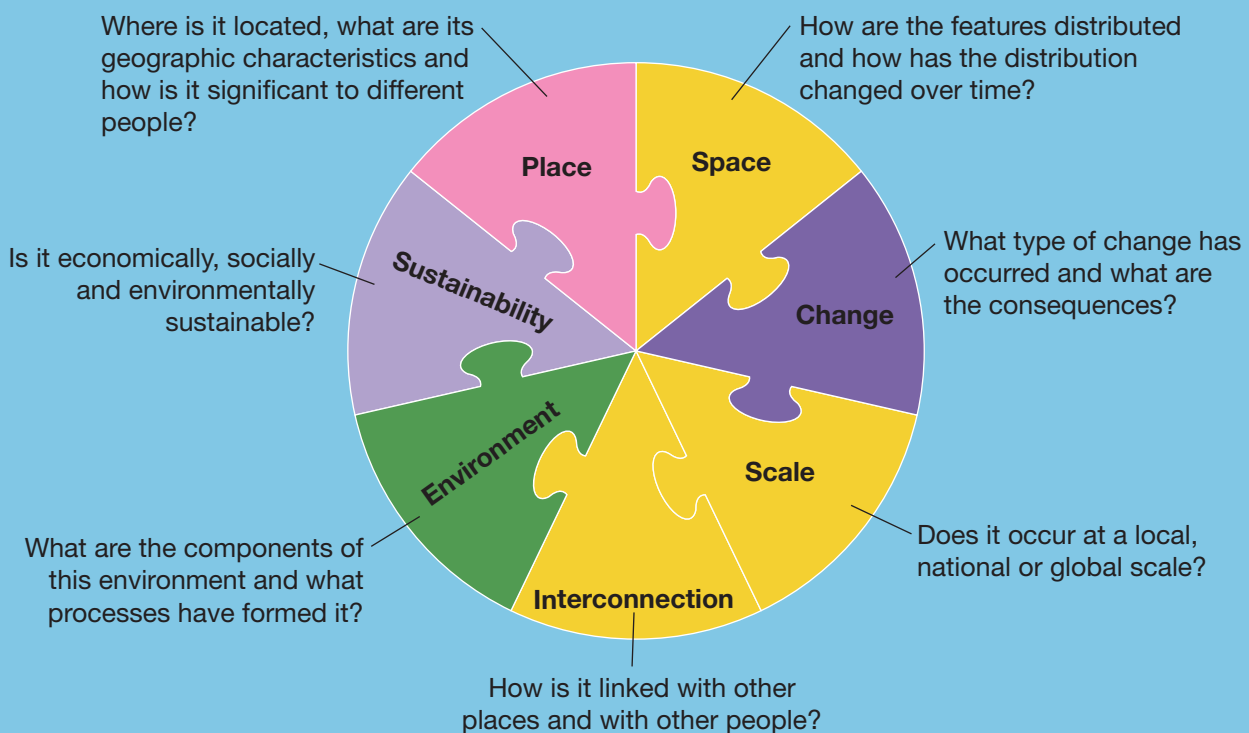 Where is it located, what are its
geographic characteristics and
how is it significant to different
people?
How are the features distributed
and how has the distribution
changed over time?
Place
Space
Is it economically, socially
and environmentally
sustainable?
Sustainability
Change
What type of change has
occurred and what are
the consequences?
Environment
Scale
What are the components of
this environment and what
processes have formed it?
Does it occur at a local,
national or global scale?
Interconnection
How is it linked with other
places and with other people?